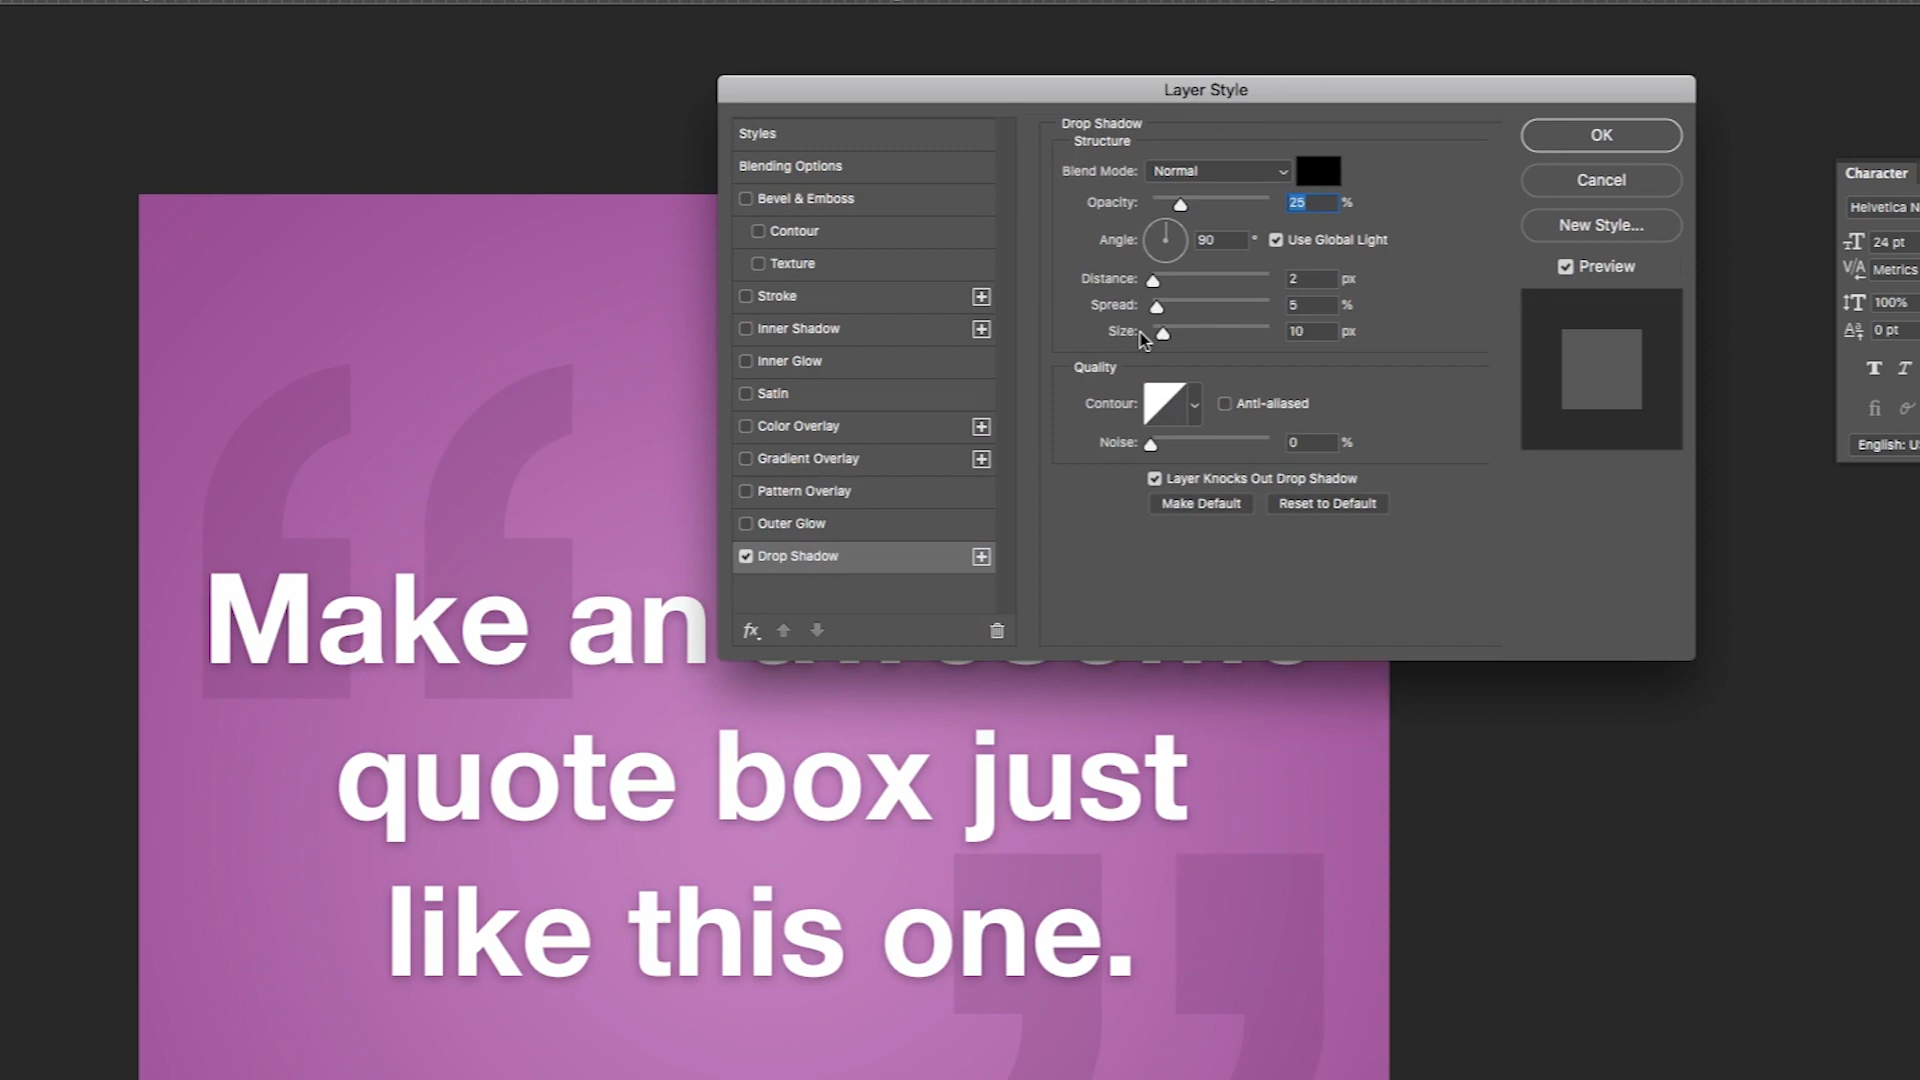 Layer Style
Styles
Blending Options
Bevel & Emboss
Contour
Texture
Stroke
Inner Shadow
Inner Glow
Satin
Color Overlay
Gradient Overlay
Pattern Overlay
Outer Glow
Drop Shadow
fx
Drop Shadow
Structure
Blend Mode: Normal
Opacity: 25 %
Angle: 90 ° Use Global Light
Distance: 2 px
Spread: 5 %
Size: 10 px
Quality
Contour: Anti-aliased
Noise: 0 %
Layer Knocks Out Drop Shadow
Make Default Reset to Default
OK
Cancel
New Style...
Preview
Character
Helvetica N
24 pt
Metrics
100%
0 pt
T T
fi
English: U
Make an
quote box just
like this one.